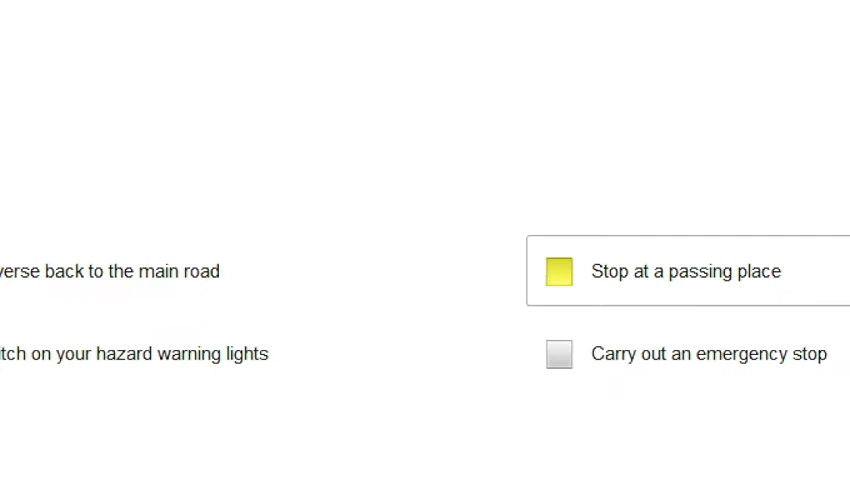 verse back to the main road
Stop at a passing place
itch on your hazard warning lights
Carry out an emergency stop